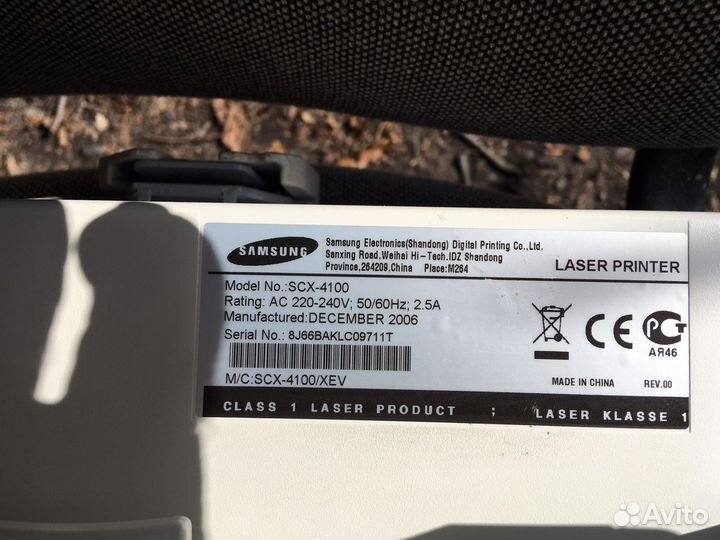 SAMSUNG
Samsung Electronics(Shandong) Digital Printing Co.,Ltd.
Sanxing Road,Weihai Hi-Tech.IDZ Shandong
Province,264209,China Place:M264
LASER PRINTER
Model No.:SCX-4100
Rating: AC 220-240V; 50/60Hz; 2.5A
Manufactured:DECEMBER 2006
Serial No.: 8J66BAKLC09711T
M/C:SCX-4100/XEV
CE
РСТ
АЯ46
MADE IN CHINA REV.00
CLASS 1 LASER PRODUCT ; LASER KLASSE 1
Avito